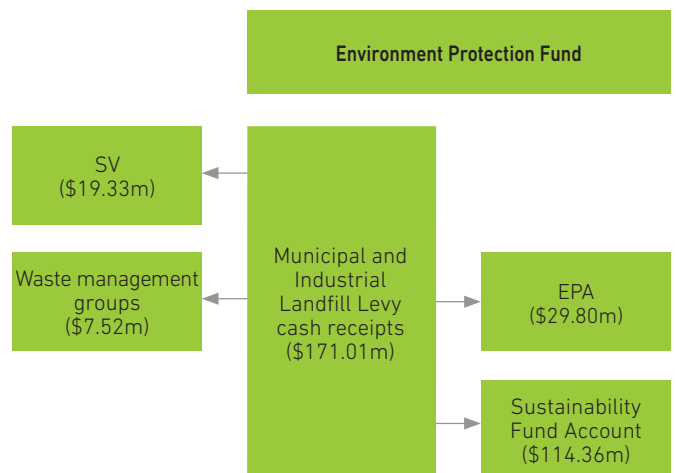 Environment Protection Fund
SV
($19.33m)
Waste management
groups
($7.52m)
Municipal and
Industrial
Landfill Levy
cash receipts
($171.01m)
EPA
($29.80m)
Sustainability
Fund Account
($114.36m)